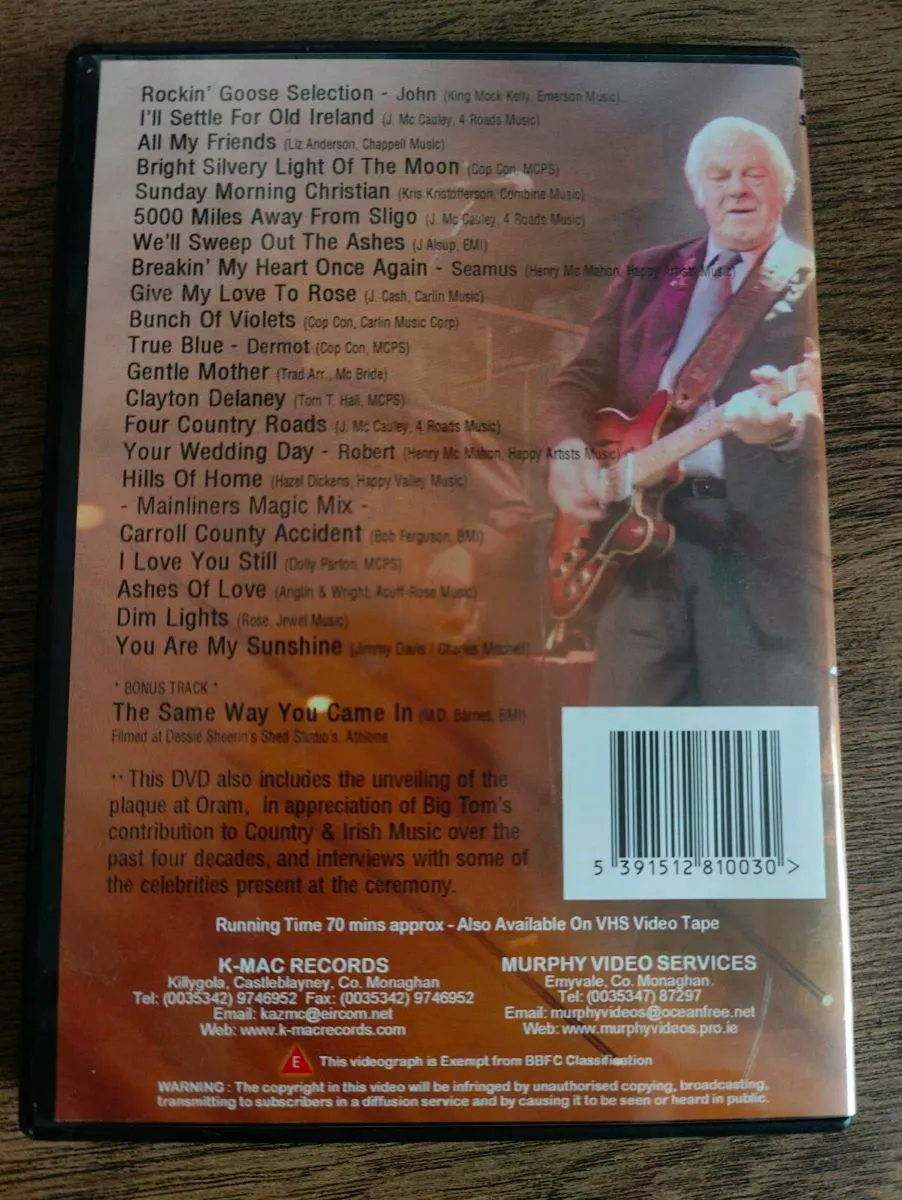 Rockin' Goose Selection - John (King Mock Kelly, Emerson Music)
I'll Settle For Old Ireland (J. Mc Cauley, 4 Roads Music)
All My Friends (Liz Anderson, Chappell Music)
Bright Silvery Light Of The Moon (Cop Con, MCPS)
Sunday Morning Christian (Kris Kristofferson, Combine Music)
5000 Miles Away From Sligo (J. Mc Cauley, 4 Roads Music)
We'll Sweep Out The Ashes (J Alsup, EMI)
Breakin' My Heart Once Again - Seamus (Henry Mc Mahon, Happy Artists Music)
Give My Love To Rose (J. Cash, Carlin Music)
Bunch Of Violets (Cop Con, Carlin Music Corp)
True Blue - Dermot (Cop Con, MCPS)
Gentle Mother (Trad Arr., Mc Bride)
Clayton Delaney (Tom T. Hall, MCPS)
Four Country Roads (J. Mc Cauley, 4 Roads Music)
Your Wedding Day - Robert (Henry Mc Mahon, Happy Artists Music)
Hills Of Home (Hazel Dickens, Happy Valley Music)
- Mainliners Magic Mix -
Carroll County Accident (Bob Ferguson, BMI)
I Love You Still (Dolly Parton, MCPS)
Ashes Of Love (Anglin & Wright, Acuff-Rose Music)
Dim Lights (Rose, Jewel Music)
You Are My Sunshine (Jimmy Davis / Charles Mitchell)
* BONUS TRACK *
The Same Way You Came In (M.D. Barnes, BMI)
Filmed at Dessie Sheerin's Shed Studio's, Athlone
** This DVD also includes the unveiling of the
plaque at Oram, in appreciation of Big Tom's
contribution to Country & Irish Music over the
past four decades, and interviews with some of
the celebrities present at the ceremony.
5 391512 810030 >
Running Time 70 mins approx - Also Available On VHS Video Tape
K-MAC RECORDS
Killygola, Castleblayney, Co. Monaghan
Tel: (0035342) 9746952 Fax: (0035342) 9746952
Email: kazmc@eircom.net
Web: www.k-macrecords.com
MURPHY VIDEO SERVICES
Emyvale, Co. Monaghan.
Tel: (0035347) 87297
Email: murphyvideos@oceanfree.net
Web: www.murphyvideos.pro.ie
E This videograph is Exempt from BBFC Classification
WARNING : The copyright in this video will be infringed by unauthorised copying, broadcasting,
transmitting to subscribers in a diffusion service and by causing it to be seen or heard in public.